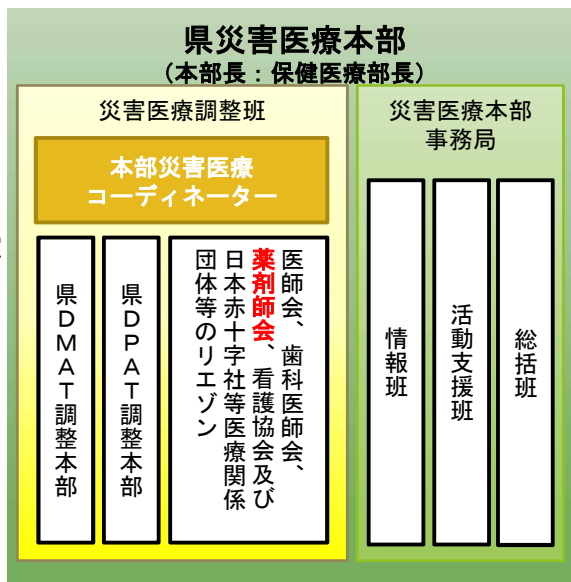 県災害医療本部
（本部長：保健医療部長）
災害医療調整班
本部災害医療
コーディネーター
県ＤＭＡＴ調整本部
県ＤＰＡＴ調整本部
医師会、歯科医師会、
薬剤師会、看護協会及び
日本赤十字社等医療関係
団体等のリエゾン
災害医療本部
事務局
情報班
活動支援班
総括班